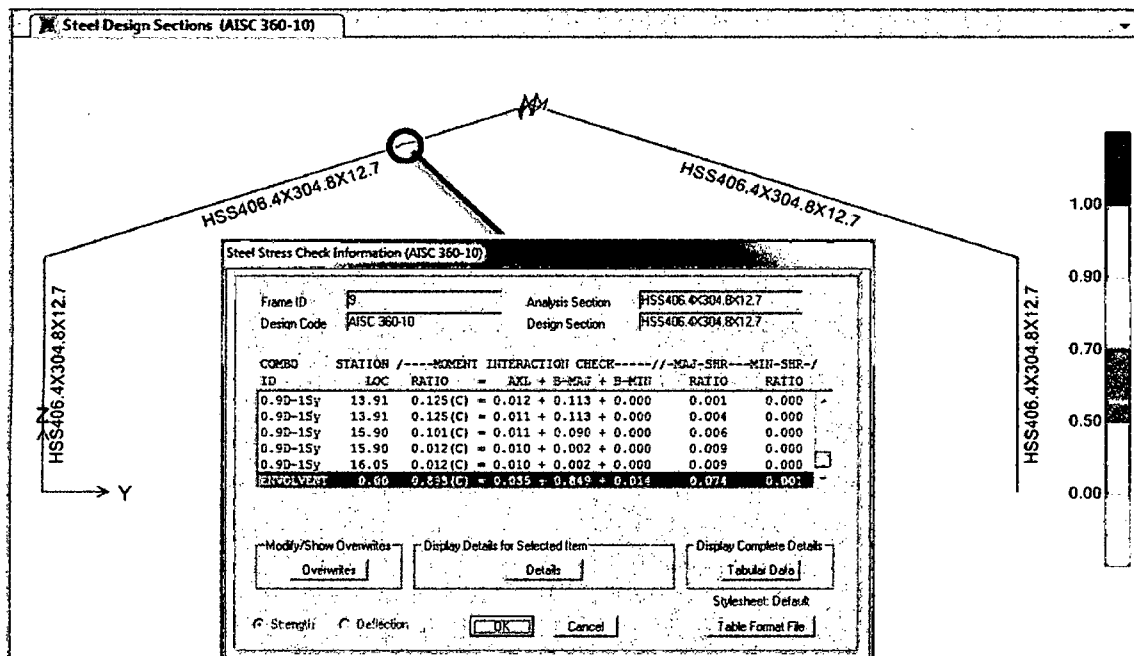 Steel Design Sections (AISC 360-10)
HSS406.4X304.8X12.7
HSS406.4X304.8X12.7
HSS406.4X304.8X12.7
HSS406.4X304.8X12.7
Z
Y
1.00
0.90
0.70
0.50
0.00
Steel Stress Check Information (AISC 360-10)
Frame ID 9 Analysis Section HSS406.4X304.8X12.7
Design Code AISC 360-10 Design Section HSS406.4X304.8X12.7
COMBO STATION /----MOMENT INTERACTION CHECK-----//-MAJ-SHR---MIN-SHR-/
ID LOC RATIO = AXL + B-MAJ + B-MIN RATIO RATIO
0.9D-1Sy 13.91 0.125(C) = 0.012 + 0.113 + 0.000 0.001 0.000
0.9D-1Sy 13.91 0.125(C) = 0.011 + 0.113 + 0.000 0.004 0.000
0.9D-1Sy 15.90 0.101(C) = 0.011 + 0.090 + 0.000 0.006 0.000
0.9D-1Sy 15.90 0.012(C) = 0.010 + 0.002 + 0.000 0.009 0.000
0.9D-1Sy 16.05 0.012(C) = 0.010 + 0.002 + 0.000 0.009 0.000
ENVOLVENT 0.00 0.898(C) = 0.035 + 0.849 + 0.014 0.074 0.001
Modify/Show Overwrites Display Details for Selected Item Display Complete Details
Overwrites Details Tabular Data
Stylesheet: Default
Strength Deflection OK Cancel Table Format File